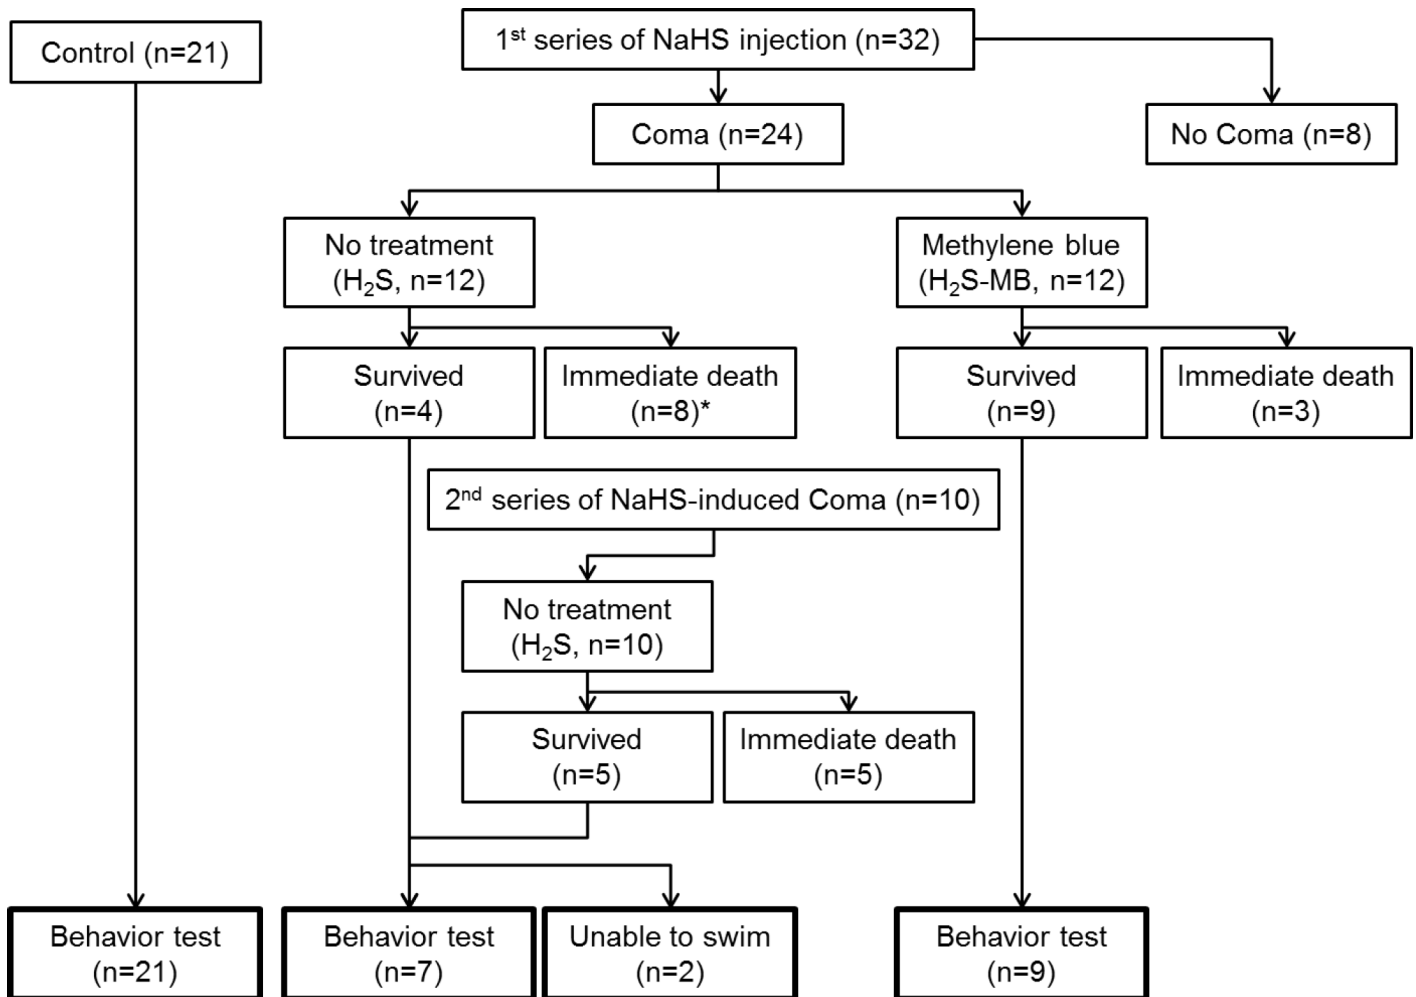 Control (n=21)
1st series of NaHS injection (n=32)
Coma (n=24)
No Coma (n=8)
No treatment
(H₂S, n=12)
Methylene blue
(H₂S-MB, n=12)
Survived
(n=4)
Immediate death
(n=8)*
Survived
(n=9)
Immediate death
(n=3)
2nd series of NaHS-induced Coma (n=10)
No treatment
(H₂S, n=10)
Survived
(n=5)
Immediate death
(n=5)
Behavior test
(n=21)
Behavior test
(n=7)
Unable to swim
(n=2)
Behavior test
(n=9)